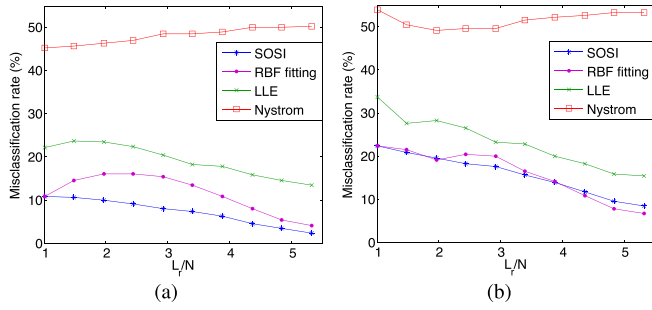 Misclassification rate (%)
50
40
30
20
10
0
1
2
3
4
5
L_r/N
SOSI
RBF fitting
LLE
Nystrom
(a)
Misclassification rate (%)
50
40
30
20
10
0
1
2
3
4
5
L_r/N
SOSI
RBF fitting
LLE
Nystrom
(b)